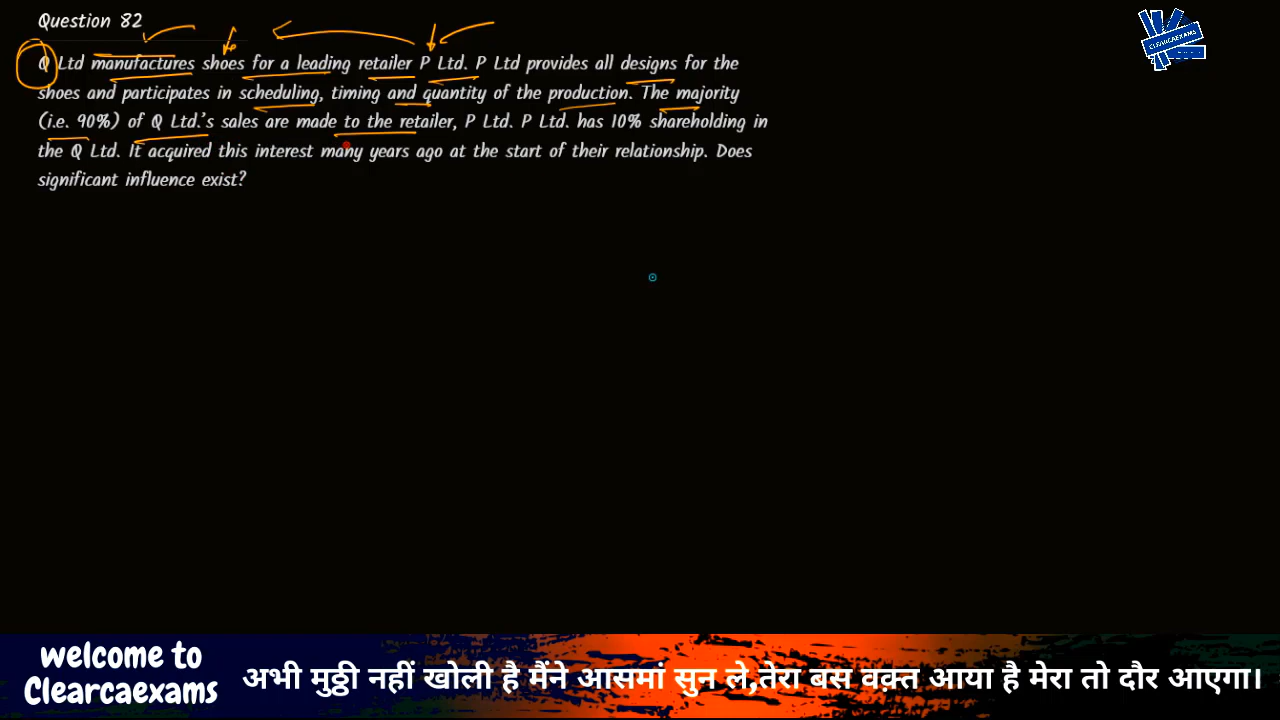 Question 82
Q Ltd manufactures shoes for a leading retailer P Ltd. P Ltd provides all designs for the
shoes and participates in scheduling, timing and quantity of the production. The majority
(i.e. 90%) of Q Ltd.'s sales are made to the retailer, P Ltd. P Ltd. has 10% shareholding in
the Q Ltd. It acquired this interest many years ago at the start of their relationship. Does
significant influence exist?
CLEARCAEXAMS
welcome to
Clearcaexams
अभी मुठ्ठी नहीं खोली है मैंने आसमां सुन ले,तेरा बस वक़्त आया है मेरा तो दौर आएगा।